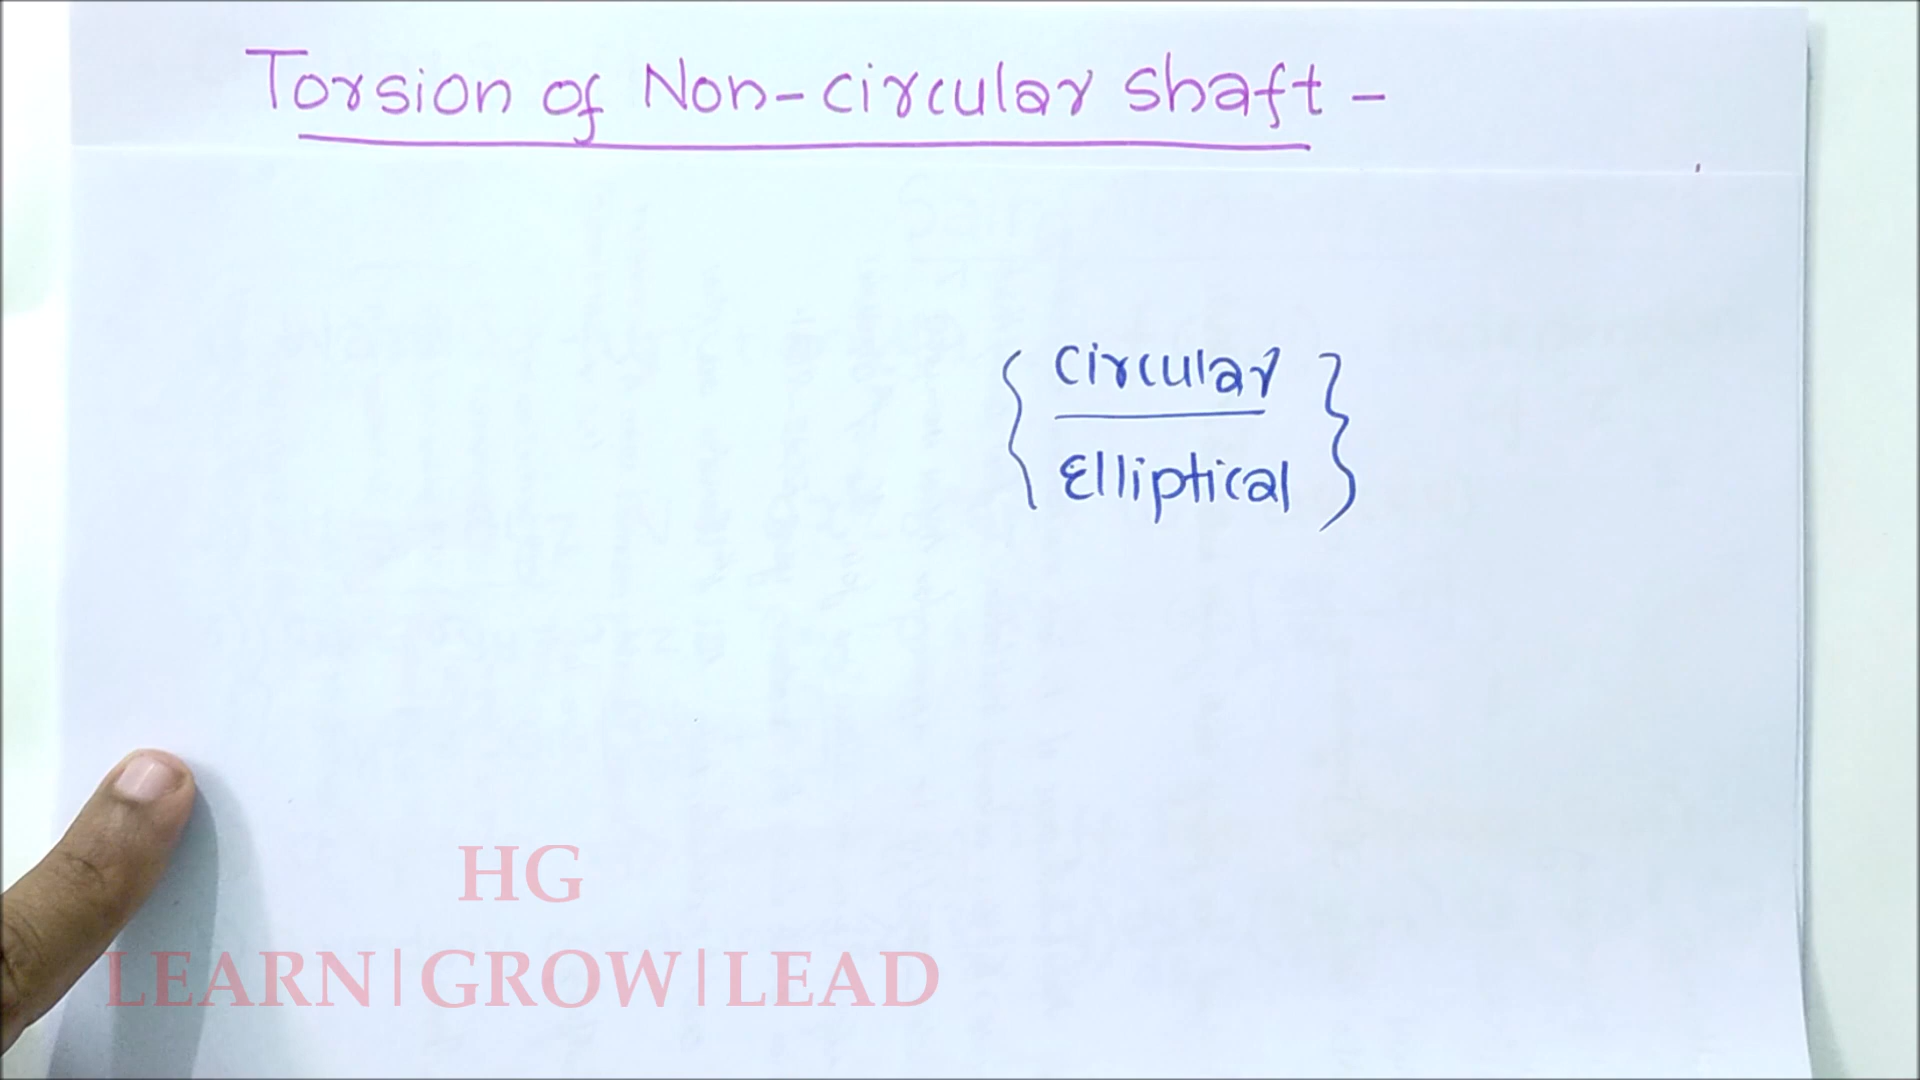 Torsion of Non-circular shaft -
{ circular }
Elliptical
HG
LEARN|GROW|LEAD